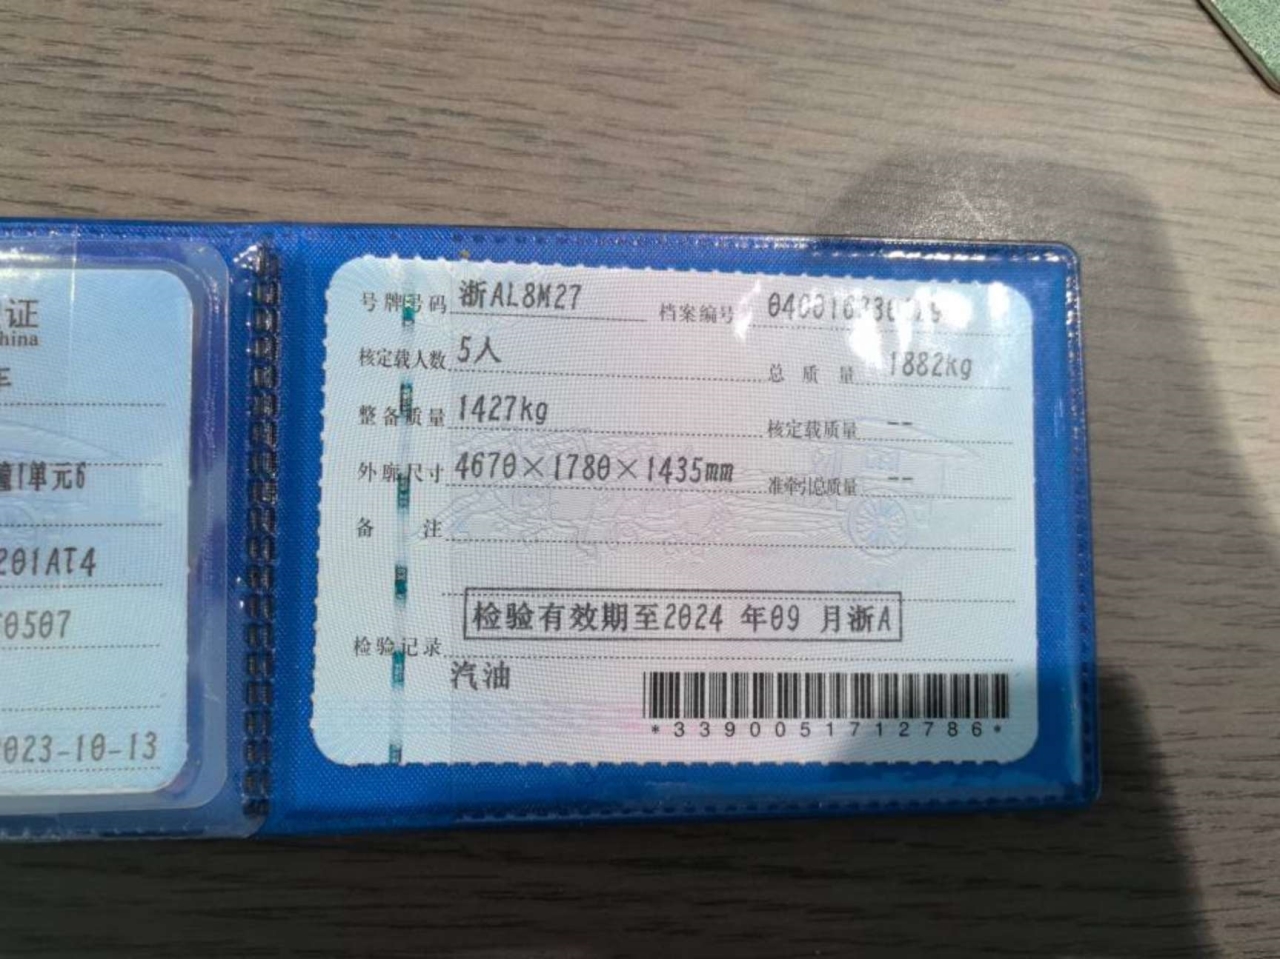 证
hina
车
幢1单元6
201AT4
0507
023-10-13
号牌号码 浙AL8M27 档案编号
核定载人数 5人 总质量 1882kg
整备质量 1427kg 核定载质量 --
外廓尺寸 4670×1780×1435mm 准牵引总质量 --
备注
检验有效期至2024年09月浙A
检验记录
汽油
*3390051712786*